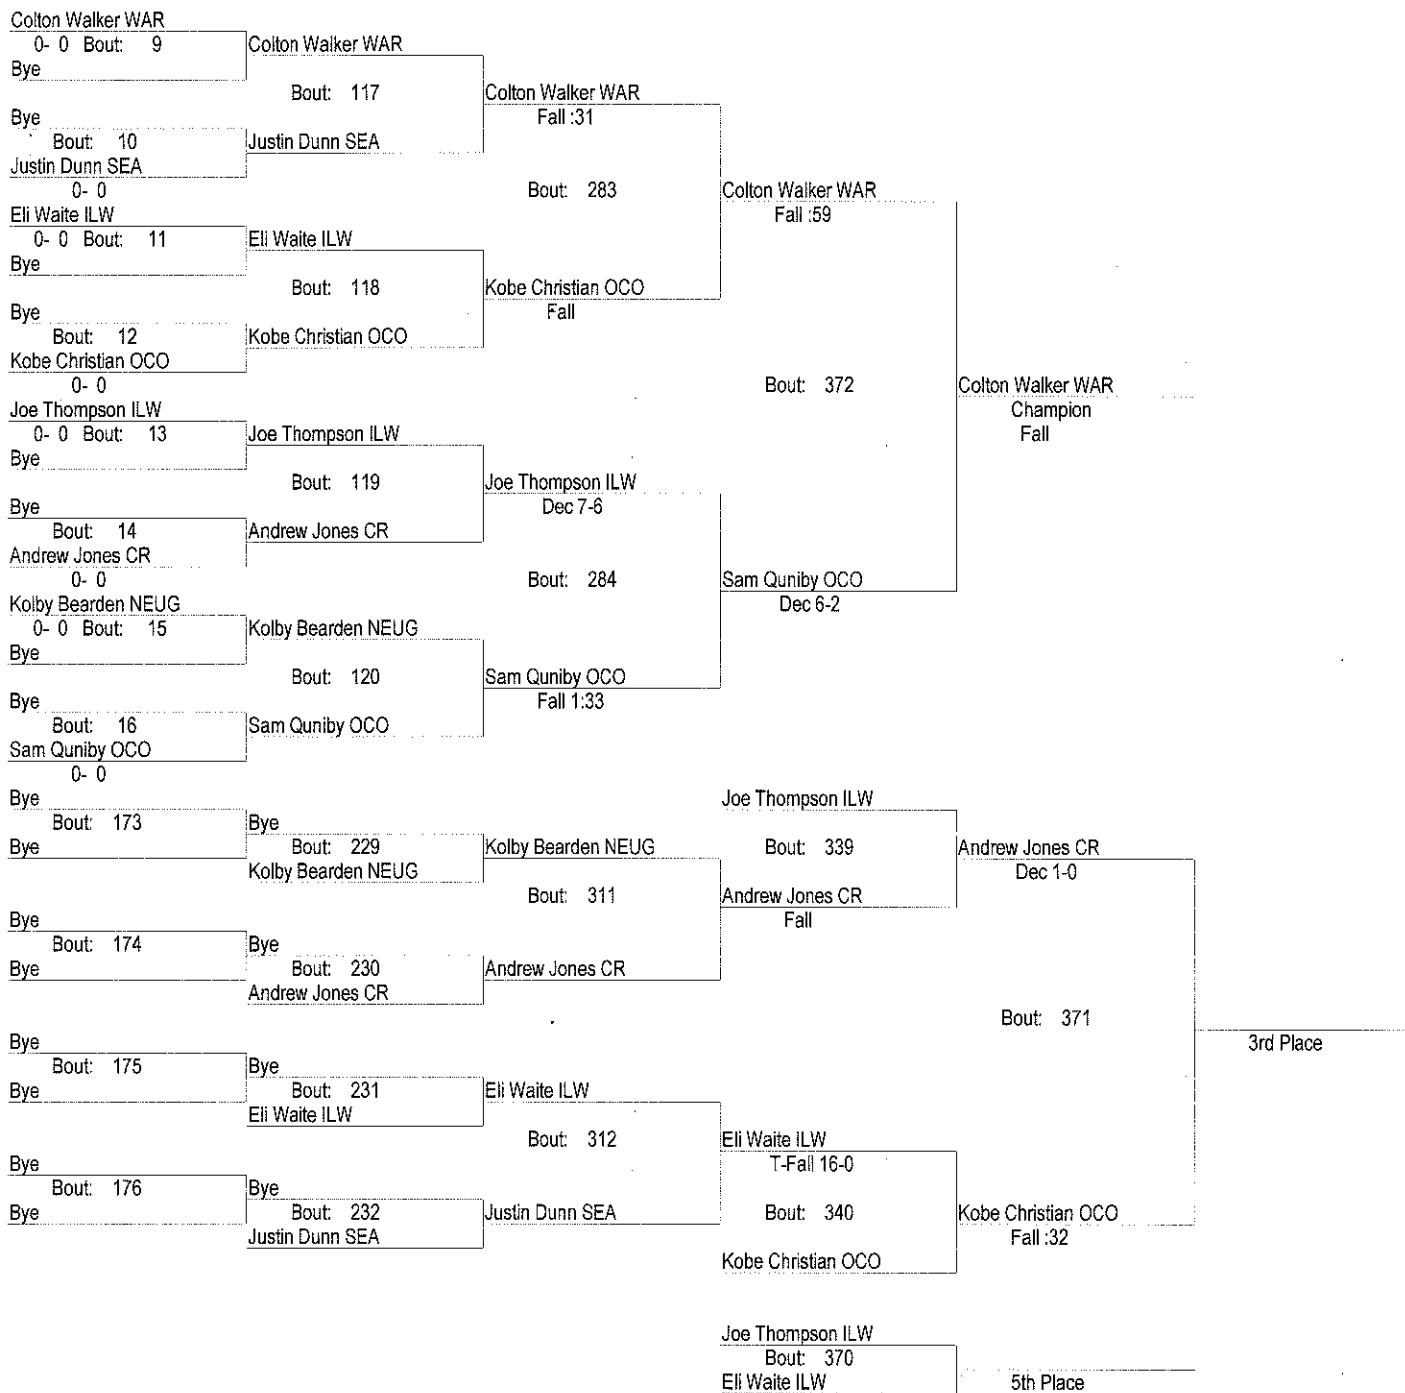 Colton Walker WAR
0- 0 Bout: 9
Colton Walker WAR
Bye
Bout: 117
Colton Walker WAR
Bye
Fall :31
Bout: 10
Justin Dunn SEA
Justin Dunn SEA
0- 0
Bout: 283
Colton Walker WAR
Eli Waite ILW
Fall :59
0- 0 Bout: 11
Eli Waite ILW
Bye
Bout: 118
Kobe Christian OCO
Bye
Fall
Bout: 12
Kobe Christian OCO
Kobe Christian OCO
0- 0
Bout: 372
Colton Walker WAR
Joe Thompson ILW
Champion
0- 0 Bout: 13
Joe Thompson ILW
Fall
Bye
Bout: 119
Joe Thompson ILW
Bye
Dec 7-6
Bout: 14
Andrew Jones CR
Andrew Jones CR
0- 0
Bout: 284
Sam Quniby OCO
Kolby Bearden NEUG
Dec 6-2
0- 0 Bout: 15
Kolby Bearden NEUG
Bye
Bout: 120
Sam Quniby OCO
Bye
Fall 1:33
Bout: 16
Sam Quniby OCO
Sam Quniby OCO
0- 0
Bye
Joe Thompson ILW
Bout: 173
Bye
Bye
Bout: 229
Kolby Bearden NEUG
Bout: 339
Andrew Jones CR
Kolby Bearden NEUG
Dec 1-0
Bout: 311
Andrew Jones CR
Bye
Fall
Bout: 174
Bye
Bye
Bout: 230
Andrew Jones CR
Andrew Jones CR
Bout: 371
Bye
3rd Place
Bout: 175
Bye
Bye
Bout: 231
Eli Waite ILW
Eli Waite ILW
Bout: 312
Eli Waite ILW
Bye
T-Fall 16-0
Bout: 176
Bye
Bye
Bout: 232
Justin Dunn SEA
Bout: 340
Kobe Christian OCO
Justin Dunn SEA
Fall :32
Kobe Christian OCO
Joe Thompson ILW
Bout: 370
Eli Waite ILW
5th Place